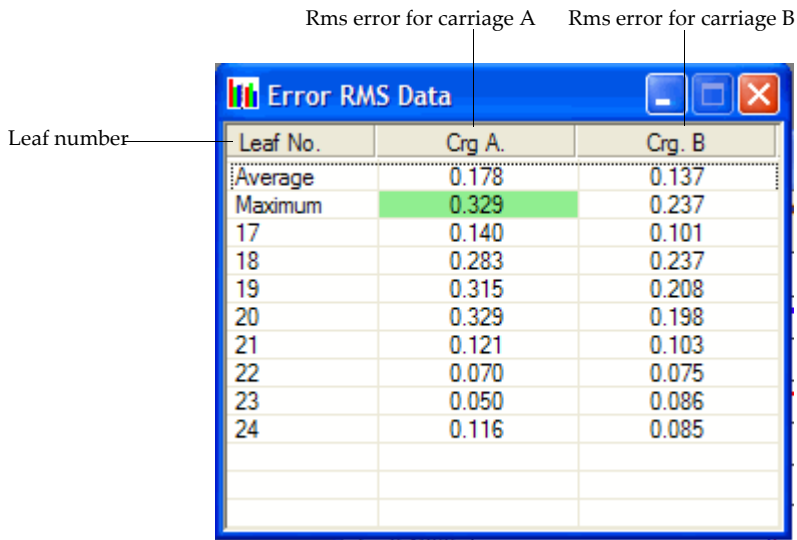 Rms error for carriage A Rms error for carriage B
Error RMS Data
Leaf number
Leaf No. Crg A. Crg. B
Average 0.178 0.137
Maximum 0.329 0.237
17 0.140 0.101
18 0.283 0.237
19 0.315 0.208
20 0.329 0.198
21 0.121 0.103
22 0.070 0.075
23 0.050 0.086
24 0.116 0.085